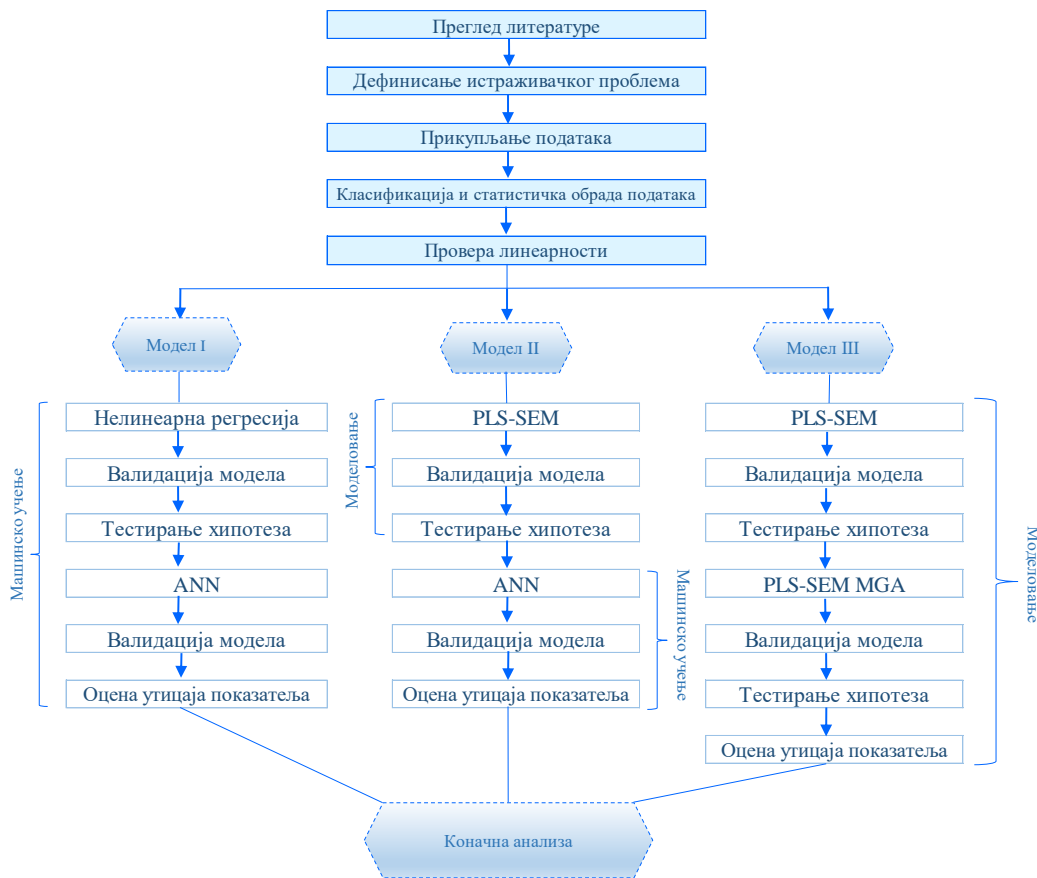 Преглед литературе
Дефинисање истраживачког проблема
Прикупљање података
Класификација и статистичка обрада података
Провера линеарности
Модел I
Модел II
Модел III
Машинско учење
Нелинеарна регресија
Валидација модела
Тестирање хипотеза
ANN
Валидација модела
Оцена утицаја показатеља
Моделовање
PLS-SEM
Валидација модела
Тестирање хипотеза
ANN
Валидација модела
Оцена утицаја показатеља
Машинско учење
PLS-SEM
Валидација модела
Тестирање хипотеза
PLS-SEM MGA
Валидација модела
Тестирање хипотеза
Оцена утицаја показатеља
Моделовање
Коначна анализа